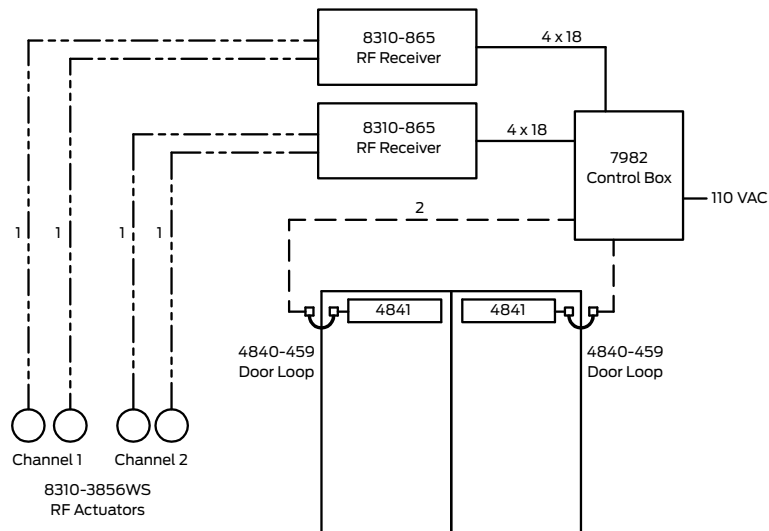 8310-865
RF Receiver
4 x 18
8310-865
RF Receiver
4 x 18
7982
Control Box
110 VAC
2
1
1
1
1
4841
4841
4840-459
Door Loop
4840-459
Door Loop
Channel 1
Channel 2
8310-3856WS
RF Actuators